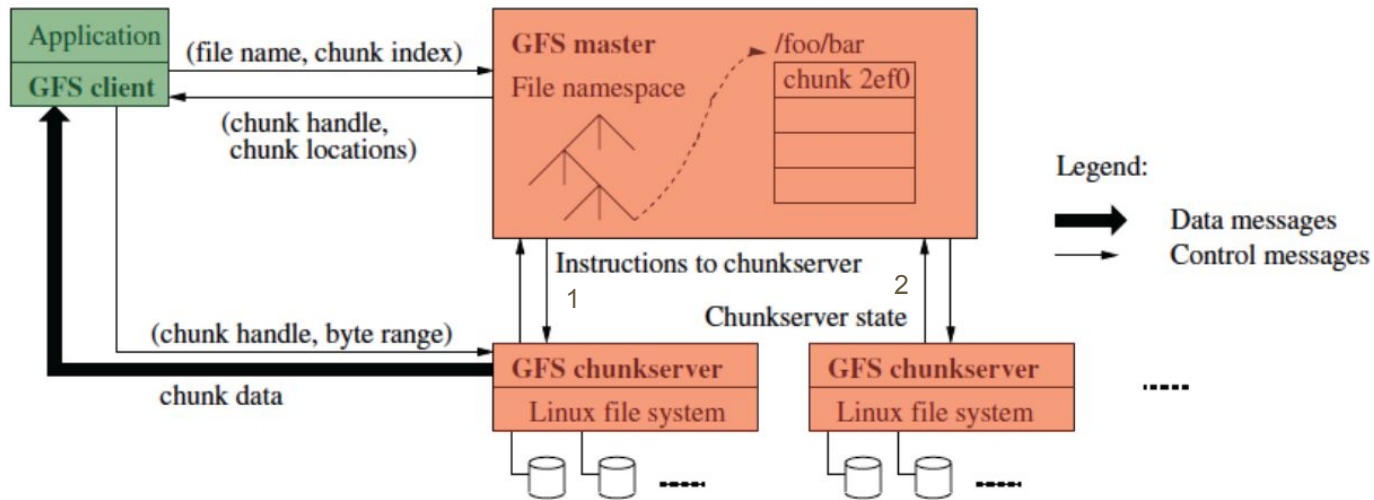 Application
GFS client
(file name, chunk index)
(chunk handle,
chunk locations)
GFS master
File namespace
/foo/bar
chunk 2ef0
Legend:
Data messages
Control messages
Instructions to chunkserver
1
2
Chunkserver state
(chunk handle, byte range)
chunk data
GFS chunkserver
Linux file system
GFS chunkserver
Linux file system